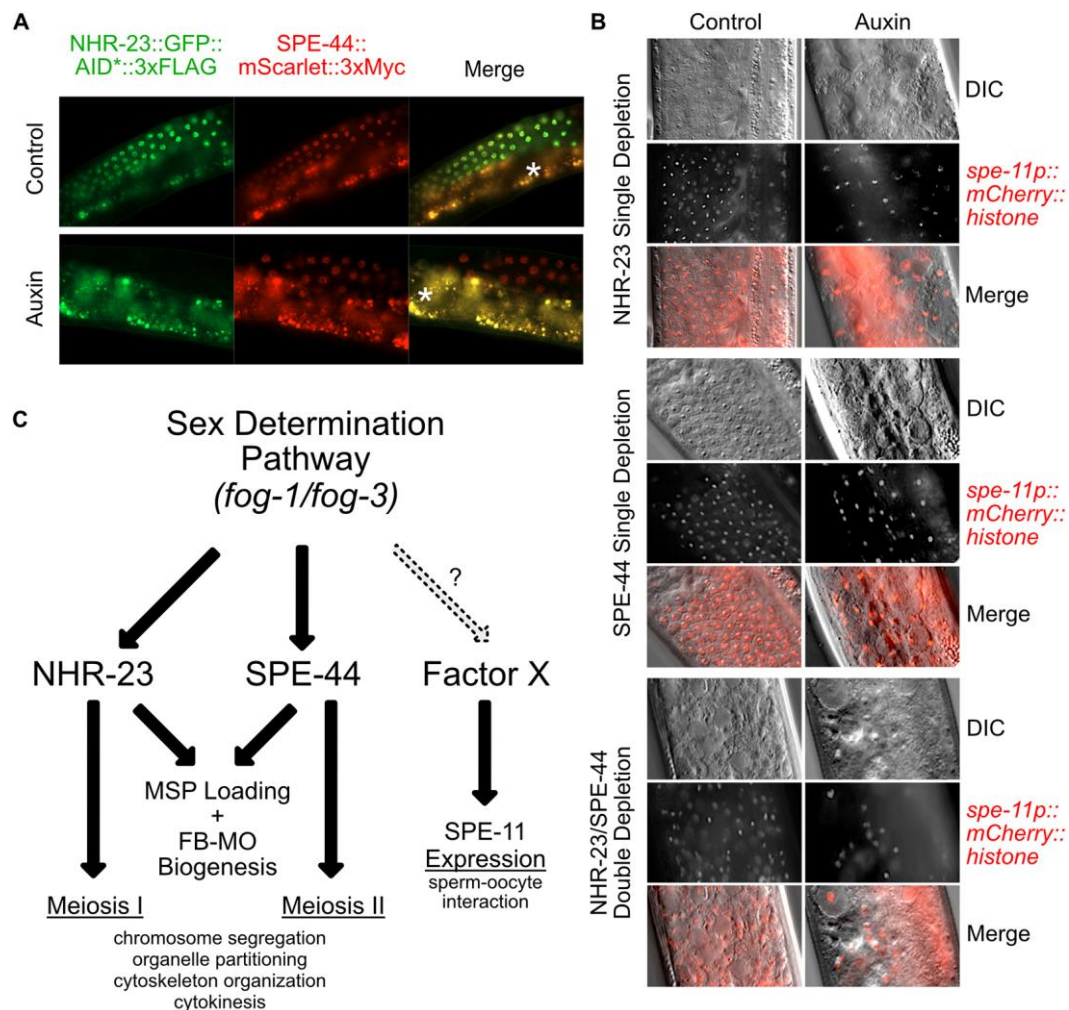 A
NHR-23::GFP::
AID*::3xFLAG
SPE-44::
mScarlet::3xMyc
Merge
Control
*
Auxin
*
B
Control
Auxin
NHR-23 Single Depletion
DIC
spe-11p::
mCherry::
histone
Merge
SPE-44 Single Depletion
DIC
spe-11p::
mCherry::
histone
Merge
NHR-23/SPE-44
Double Depletion
DIC
spe-11p::
mCherry::
histone
Merge
C
Sex Determination
Pathway
(fog-1/fog-3)
?
NHR-23
SPE-44
Factor X
MSP Loading
+
FB-MO
Biogenesis
SPE-11
Expression
sperm-oocyte
interaction
Meiosis I
Meiosis II
chromosome segregation
organelle partitioning
cytoskeleton organization
cytokinesis